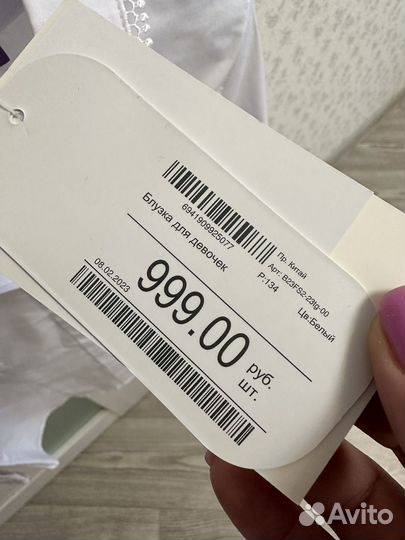 6941909925077
Пр. Китай
Арт: B23FS2-23tg-00
Р:134
Цв:Белый
Блузка для девочек
999.00 руб.
шт.
08.02.2023
Avito